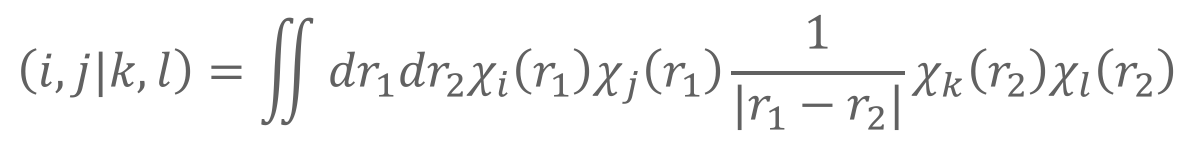 (i, j|k, l) = ∬ dr₁dr₂χᵢ(r₁)χⱼ(r₁) 1/|r₁ − r₂| χₖ(r₂)χₗ(r₂)